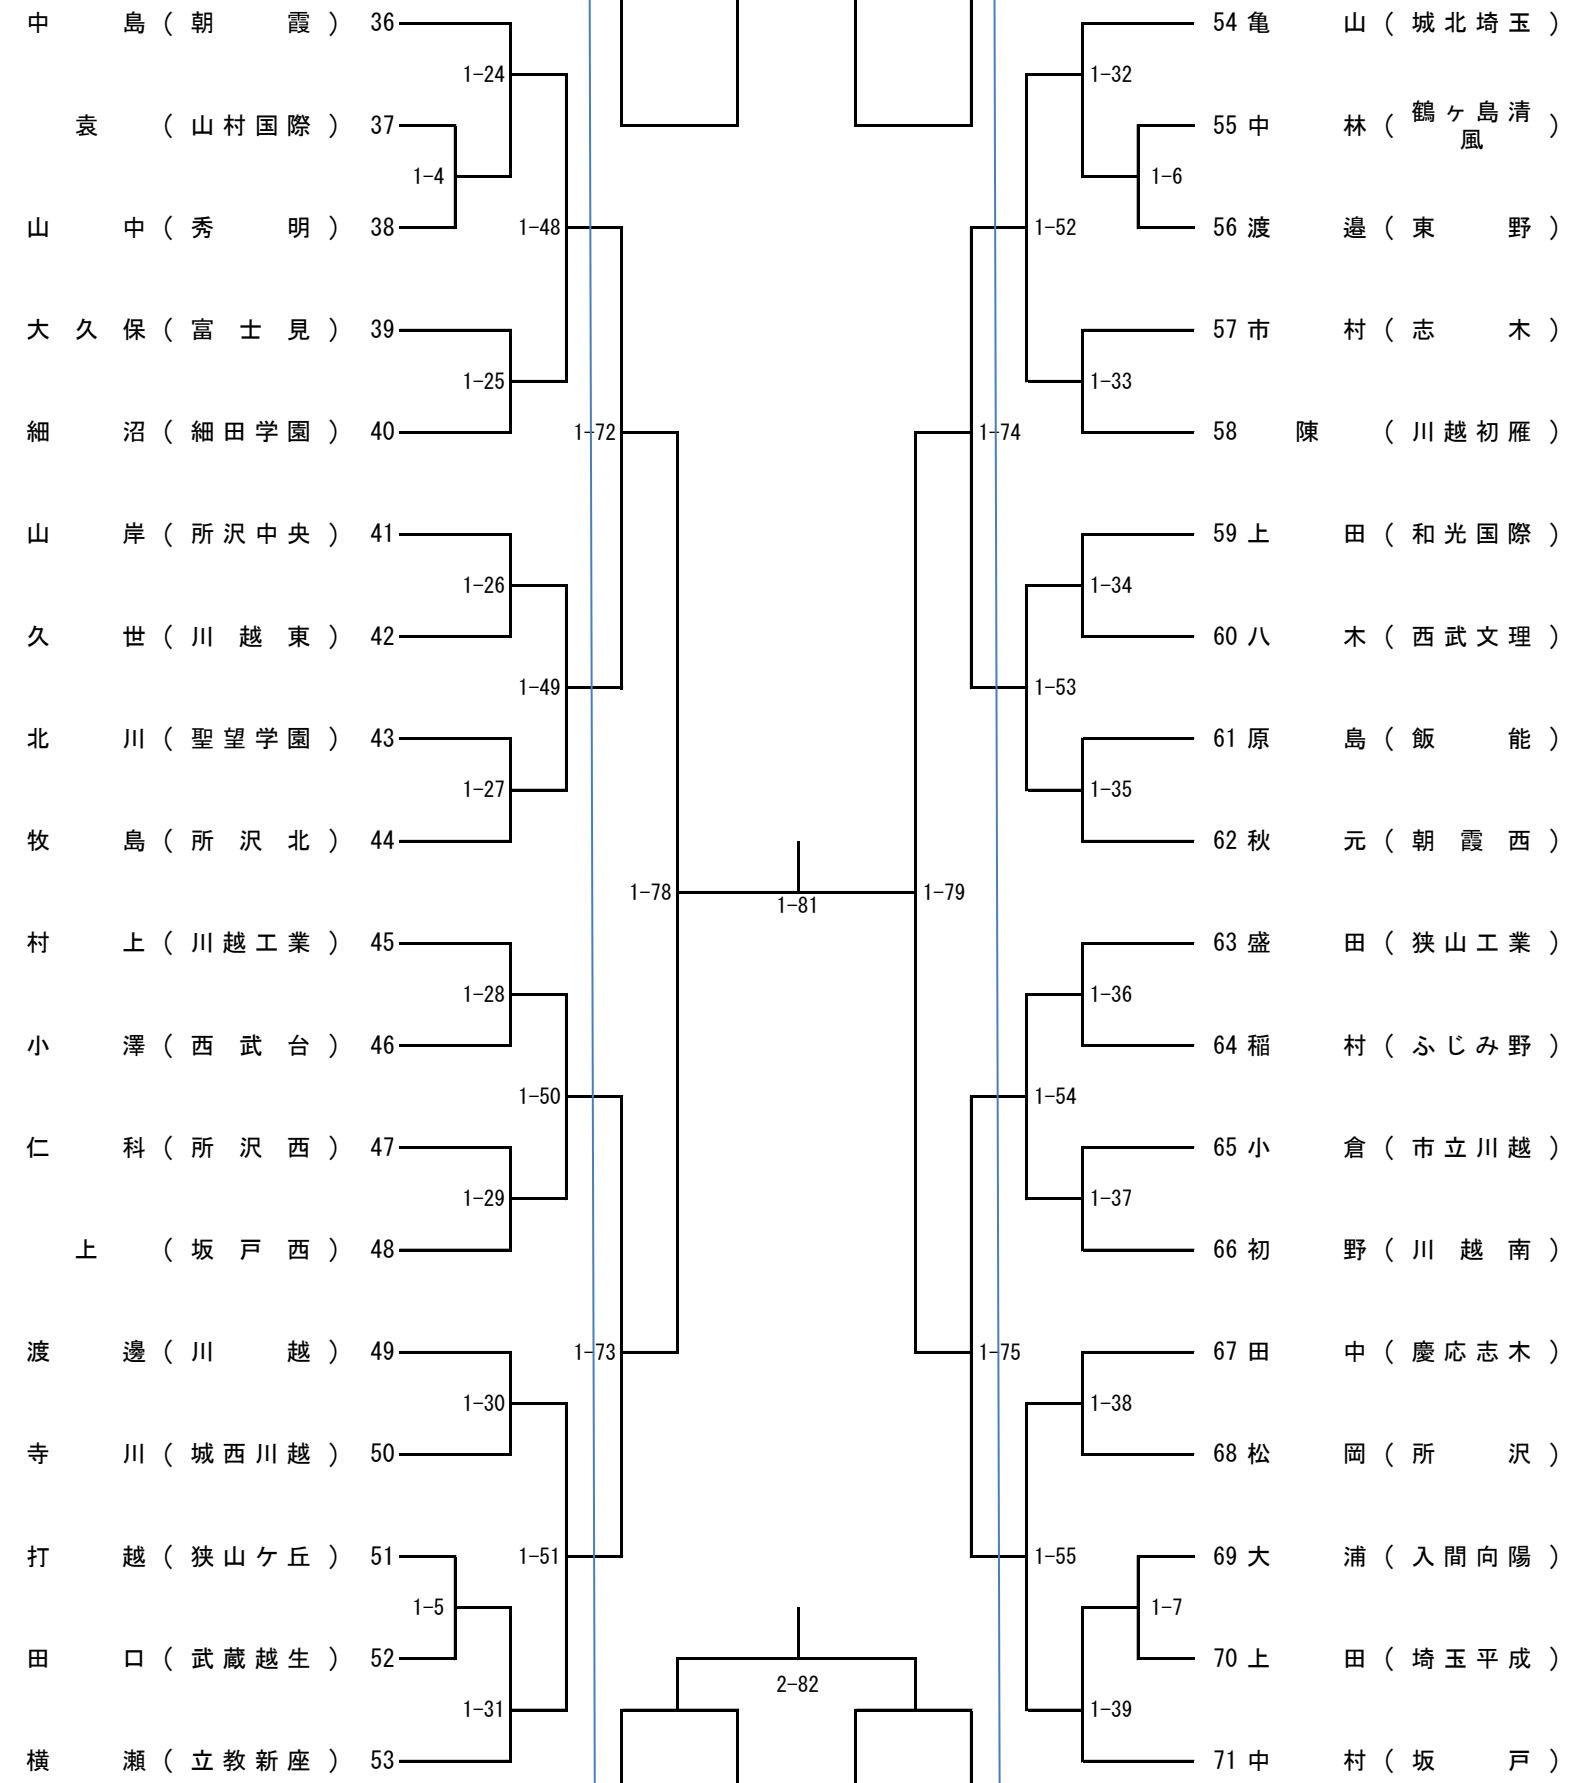 中島(朝霞) 36
1-24
袁(山村国際) 37
1-4
山中(秀明) 38
1-48
大久保(富士見) 39
1-25
細沼(細田学園) 40
1-72
山岸(所沢中央) 41
1-26
久世(川越東) 42
1-49
北川(聖望学園) 43
1-27
牧島(所沢北) 44
1-78
村上(川越工業) 45
1-28
小澤(西武台) 46
1-50
仁科(所沢西) 47
1-29
上(坂戸西) 48
渡邊(川越) 49
1-73
1-30
寺川(城西川越) 50
打越(狭山ケ丘) 51
1-51
1-5
田口(武蔵越生) 52
1-31
横瀬(立教新座) 53
1-81
2-82
54 亀山(城北埼玉)
1-32
55 中林(鶴ヶ島清
風)
1-6
56 渡邉(東野)
1-52
57 市村(志木)
1-33
58 陳(川越初雁)
1-74
59 上田(和光国際)
1-34
60 八木(西武文理)
1-53
61 原島(飯能)
1-35
62 秋元(朝霞西)
1-79
63 盛田(狭山工業)
1-36
64 稲村(ふじみ野)
1-54
65 小倉(市立川越)
1-37
66 初野(川越南)
67 田中(慶応志木)
1-75
1-38
68 松岡(所沢)
69 大浦(入間向陽)
1-55
1-7
70 上田(埼玉平成)
1-39
71 中村(坂戸)